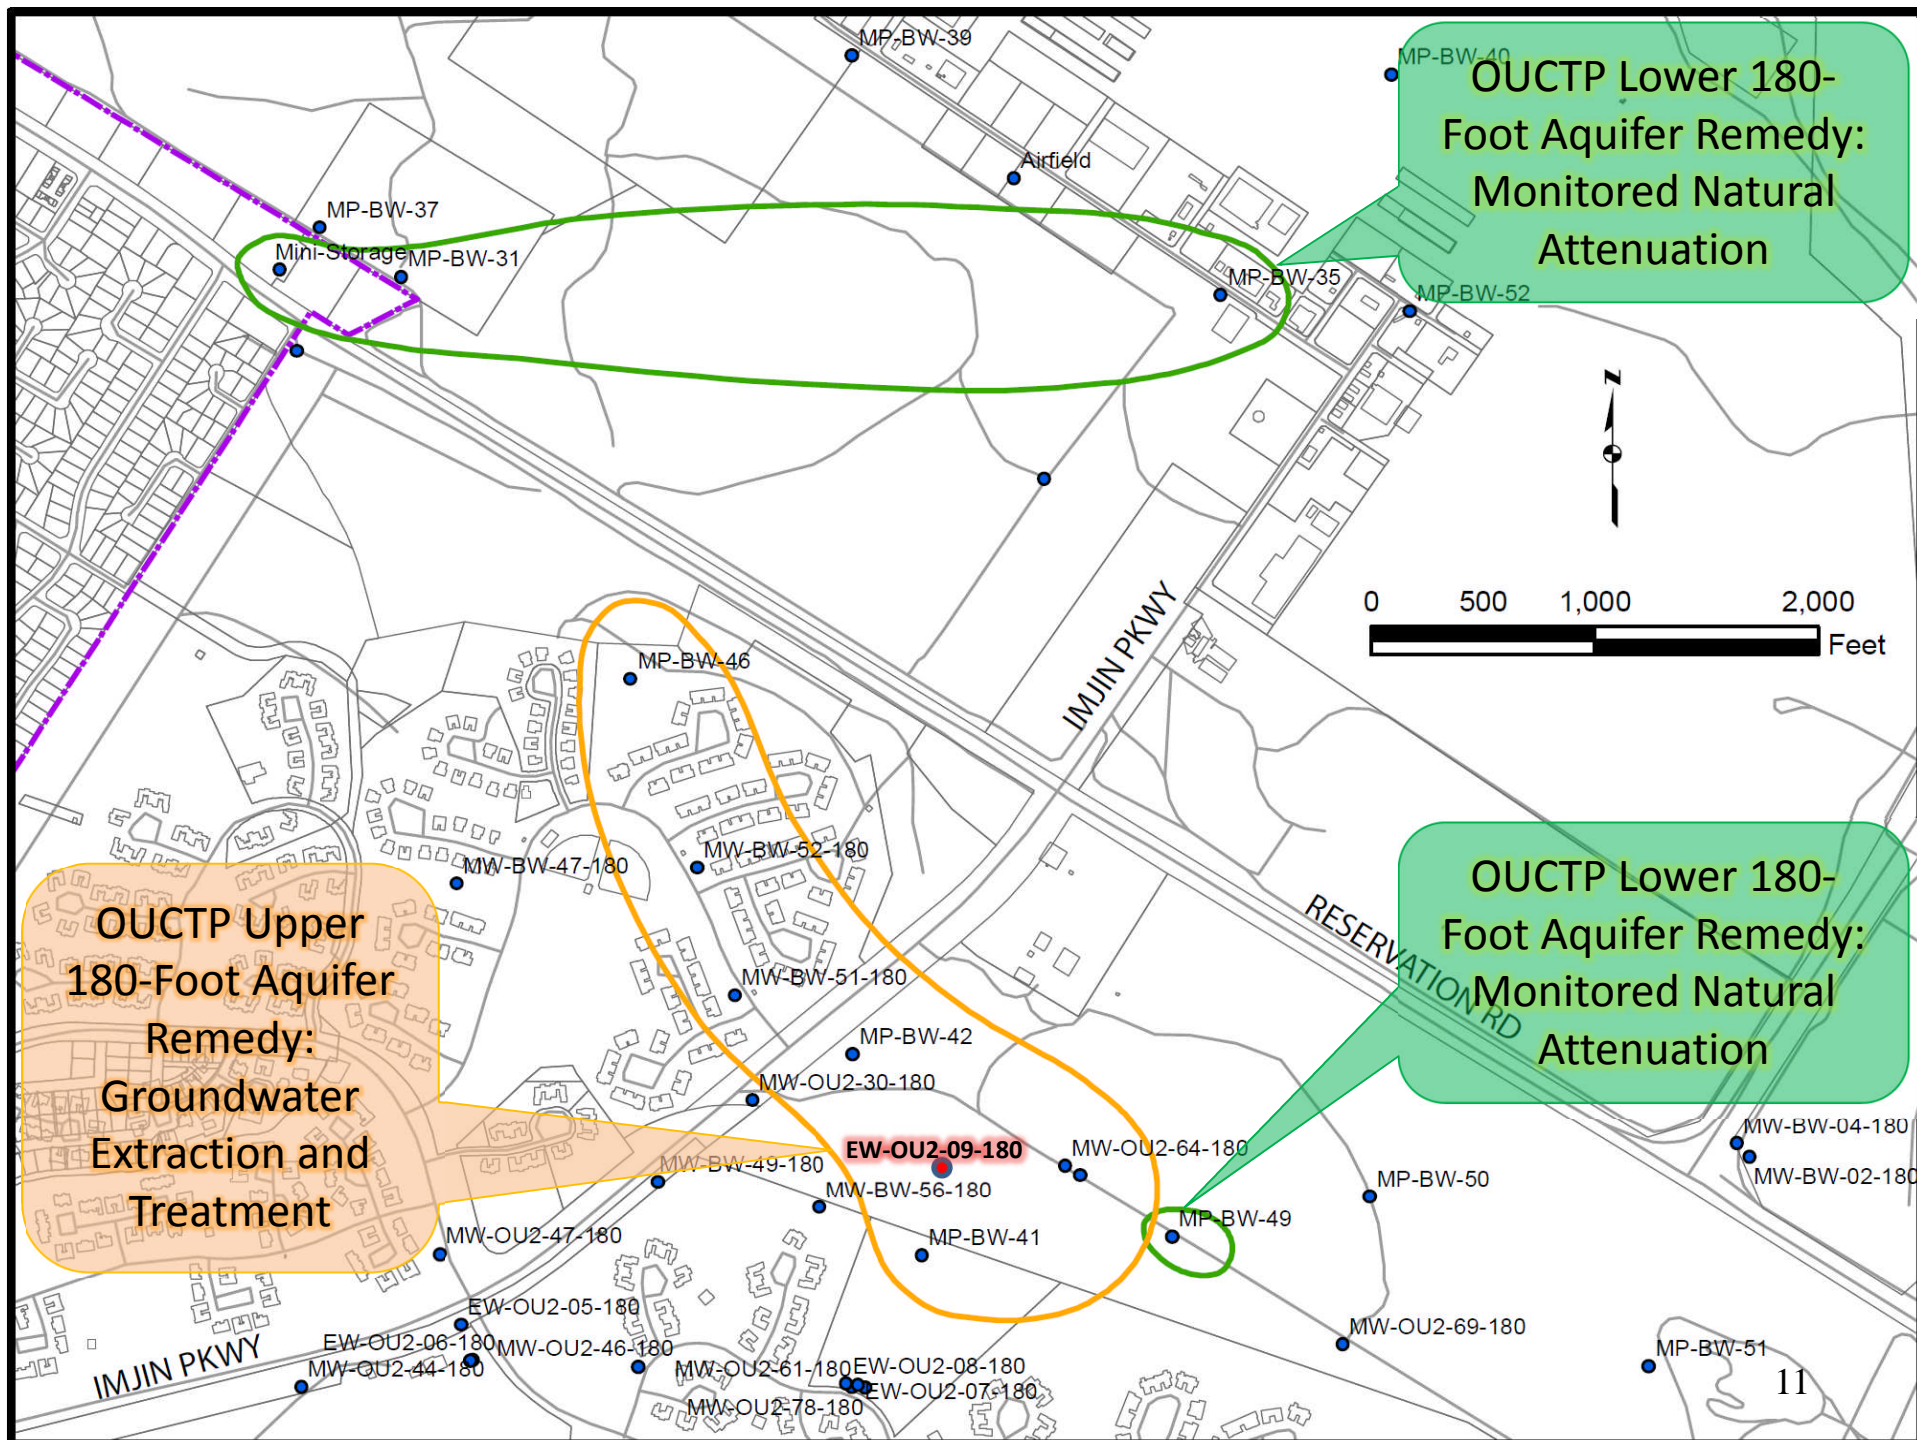 MP-BW-39
MP-BW-40
OUCTP Lower 180-
Foot Aquifer Remedy:
Monitored Natural
Attenuation
Airfield
MP-BW-37
Mini-Storage
MP-BW-31
MP-BW-35
MP-BW-52
z
0 500 1,000 2,000
Feet
IMJIN PKWY
MP-BW-46
MW-BW-52-180
MW-BW-47-180
OUCTP Upper
180-Foot Aquifer
Remedy:
Groundwater
Extraction and
Treatment
OUCTP Lower 180-
Foot Aquifer Remedy:
Monitored Natural
Attenuation
RESERVATION RD
MW-BW-51-180
MP-BW-42
MW-OU2-30-180
EW-OU2-09-180
MW-OU2-64-180
MW-BW-04-180
MW-BW-02-180
MW-BW-49-180
MW-BW-56-180
MP-BW-50
MP-BW-49
MW-OU2-47-180
MP-BW-41
EW-OU2-05-180
EW-OU2-06-180
MW-OU2-46-180
MW-OU2-44-180
MW-OU2-61-180
EW-OU2-08-180
EW-OU2-07-180
MW-OU2-78-180
MW-OU2-69-180
MP-BW-51
IMJIN PKWY
11